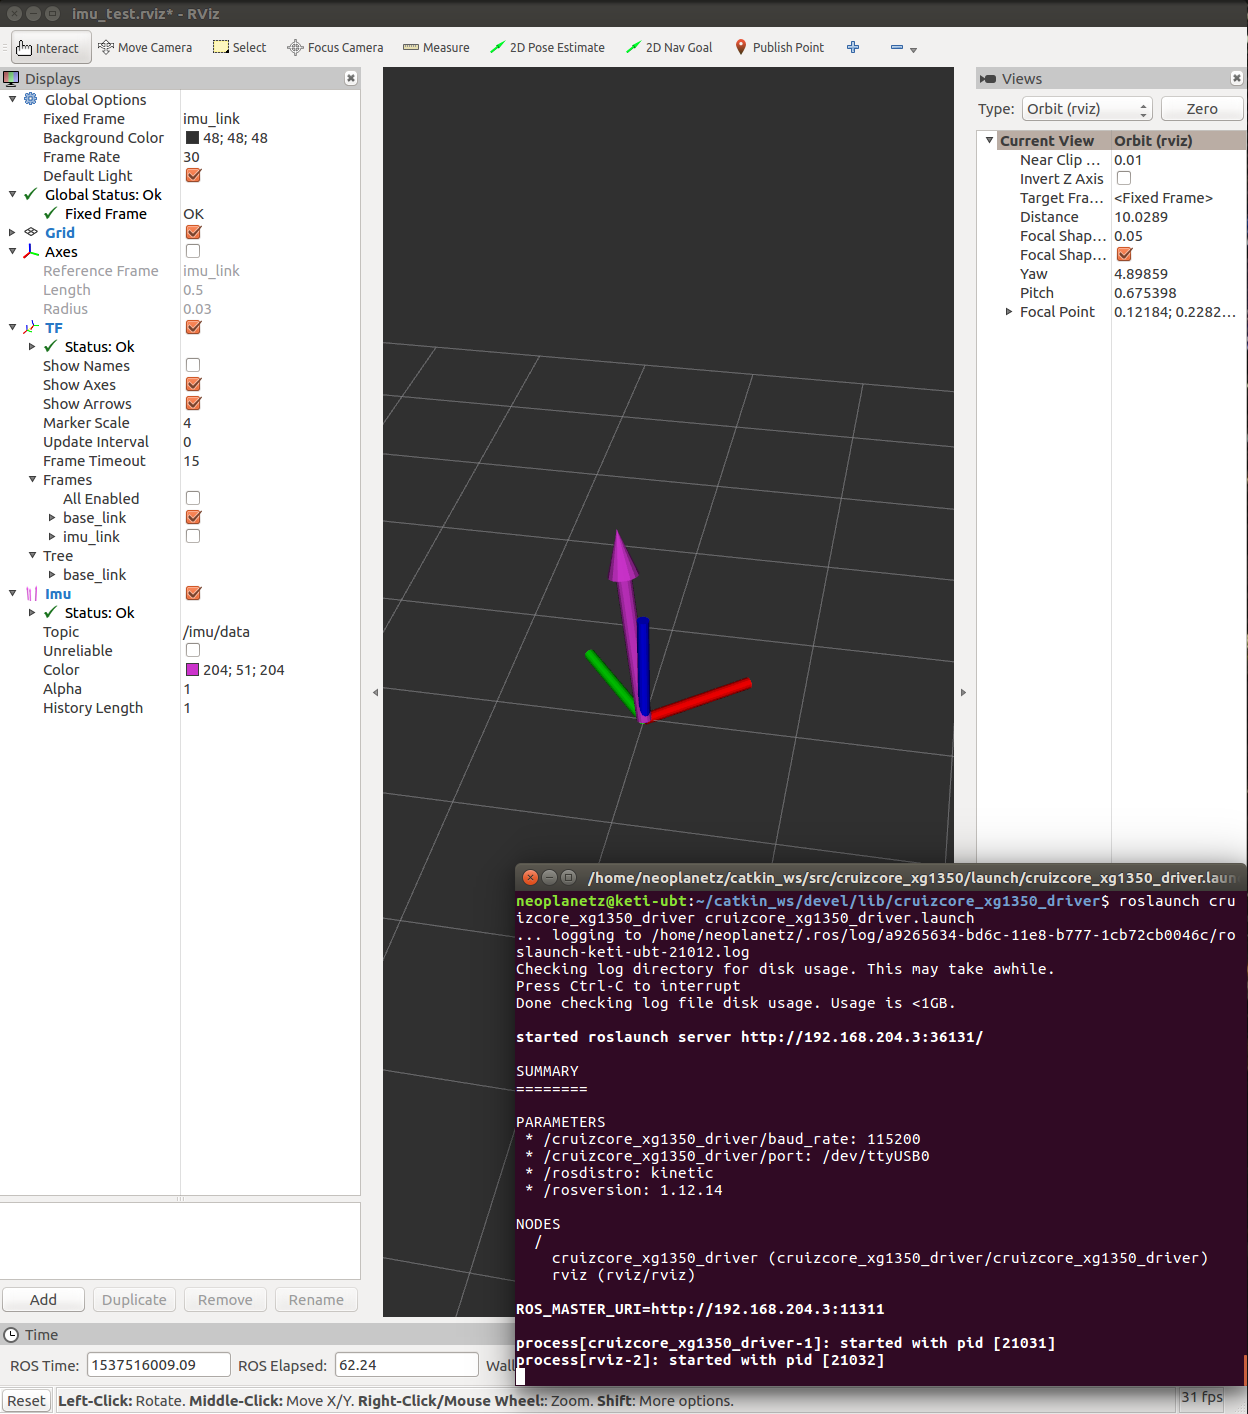 imu_test.rviz* - RViz
Interact Move Camera Select Focus Camera Measure 2D Pose Estimate 2D Nav Goal Publish Point
Displays
Global Options
Fixed Frame imu_link
Background Color 48; 48; 48
Frame Rate 30
Default Light
Global Status: Ok
Fixed Frame OK
Grid
Axes
Reference Frame imu_link
Length 0.5
Radius 0.03
TF
Status: Ok
Show Names
Show Axes
Show Arrows
Marker Scale 4
Update Interval 0
Frame Timeout 15
Frames
All Enabled
base_link
imu_link
Tree
base_link
Imu
Status: Ok
Topic /imu/data
Unreliable
Color 204; 51; 204
Alpha 1
History Length 1
Add Duplicate Remove Rename
Views
Type: Orbit (rviz) Zero
Current View Orbit (rviz)
Near Clip ... 0.01
Invert Z Axis
Target Fra... <Fixed Frame>
Distance 10.0289
Focal Shap... 0.05
Focal Shap...
Yaw 4.89859
Pitch 0.675398
Focal Point 0.12184; 0.2282...
/home/neoplanetz/catkin_ws/src/cruizcore_xg1350/launch/cruizcore_xg1350_driver.laun
neoplanetz@keti-ubt:~/catkin_ws/devel/lib/cruizcore_xg1350_driver$ roslaunch cru
izcore_xg1350_driver cruizcore_xg1350_driver.launch
... logging to /home/neoplanetz/.ros/log/a9265634-bd6c-11e8-b777-1cb72cb0046c/ro
slaunch-keti-ubt-21012.log
Checking log directory for disk usage. This may take awhile.
Press Ctrl-C to interrupt
Done checking log file disk usage. Usage is <1GB.
started roslaunch server http://192.168.204.3:36131/
SUMMARY
========
PARAMETERS
* /cruizcore_xg1350_driver/baud_rate: 115200
* /cruizcore_xg1350_driver/port: /dev/ttyUSB0
* /rosdistro: kinetic
* /rosversion: 1.12.14
NODES
/
cruizcore_xg1350_driver (cruizcore_xg1350_driver/cruizcore_xg1350_driver)
rviz (rviz/rviz)
ROS_MASTER_URI=http://192.168.204.3:11311
process[cruizcore_xg1350_driver-1]: started with pid [21031]
process[rviz-2]: started with pid [21032]
Time
ROS Time: 1537516009.09 ROS Elapsed: 62.24 Wall
Reset Left-Click: Rotate. Middle-Click: Move X/Y. Right-Click/Mouse Wheel:: Zoom. Shift: More options. 31 fps